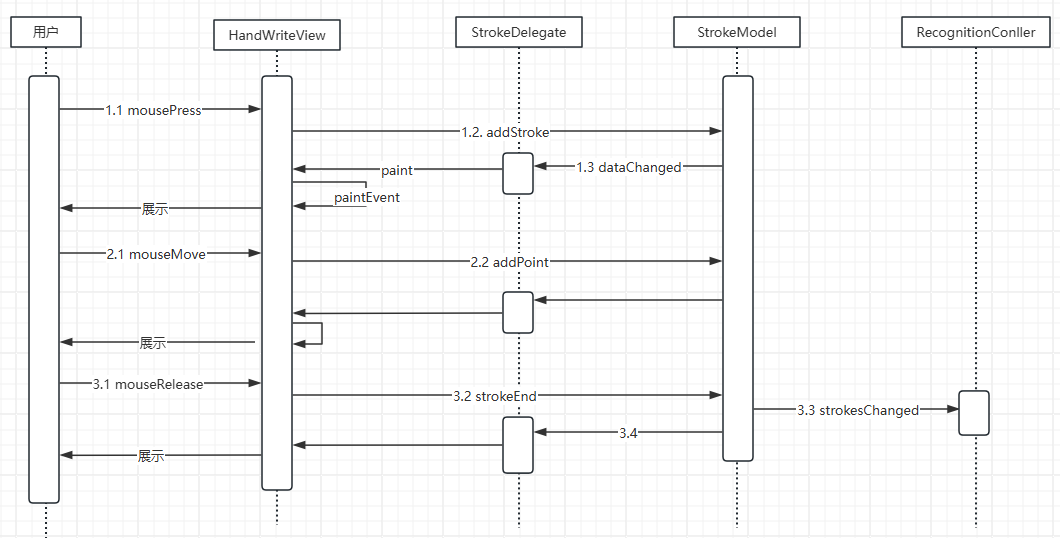 用户
HandWriteView
StrokeDelegate
StrokeModel
RecognitionConller
1.1 mousePress
1.2. addStroke
1.3 dataChanged
paint
paintEvent
展示
2.1 mouseMove
2.2 addPoint
展示
3.1 mouseRelease
3.2 strokeEnd
3.3 strokesChanged
3.4
展示